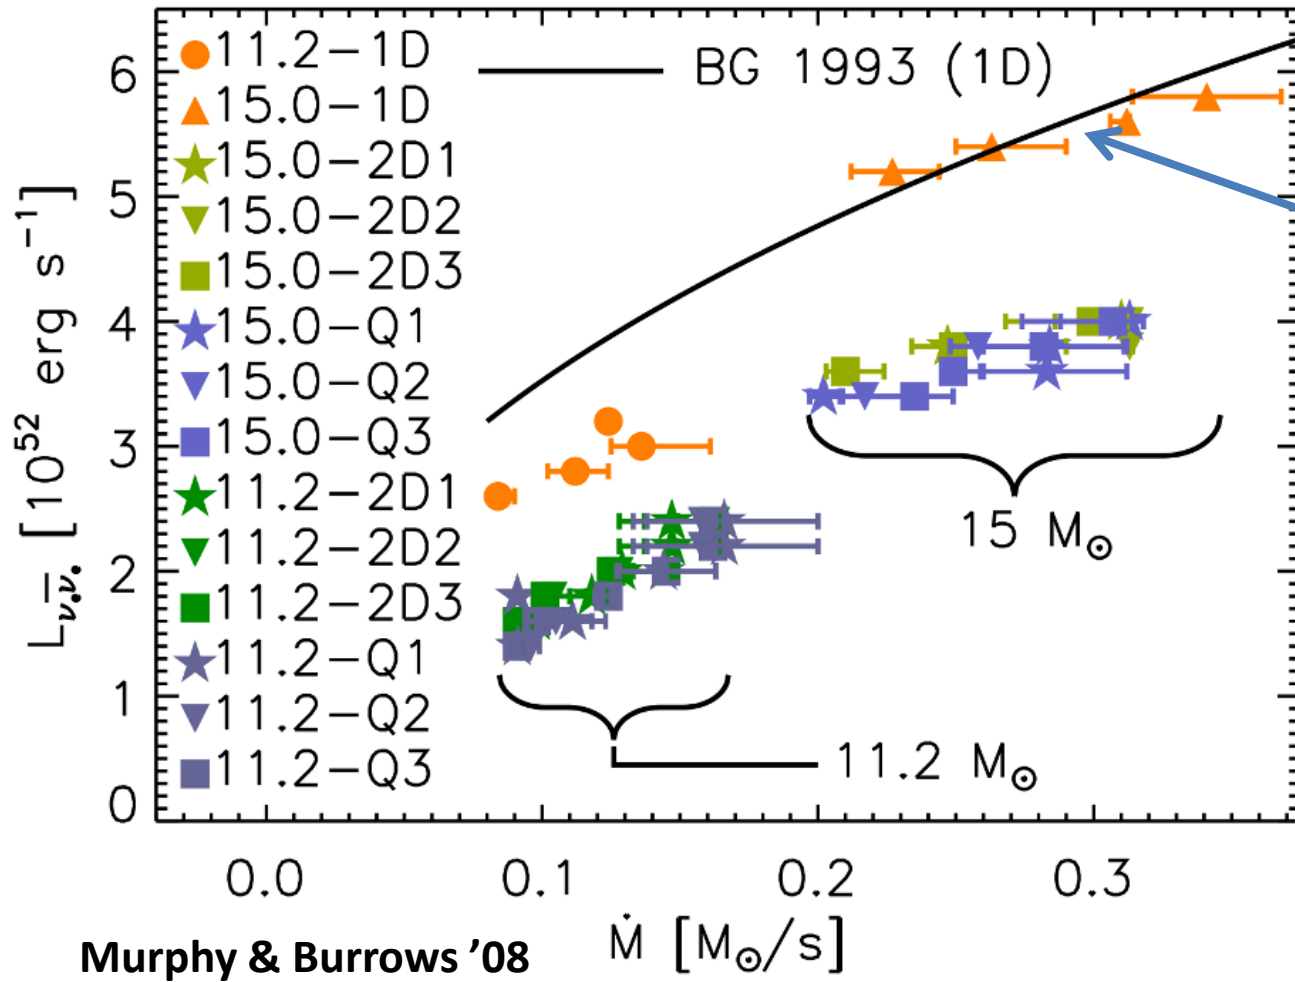 11.2-1D
15.0-1D
15.0-2D1
15.0-2D2
15.0-2D3
15.0-Q1
15.0-Q2
15.0-Q3
11.2-2D1
11.2-2D2
11.2-2D3
11.2-Q1
11.2-Q2
11.2-Q3
BG 1993 (1D)
15 M⊙
11.2 M⊙
6
5
4
3
2
1
0
L_{νₑν̄ₑ} [10⁵² erg s⁻¹]
0.0 0.1 0.2 0.3
Ṁ [M⊙/s]
Murphy & Burrows ’08